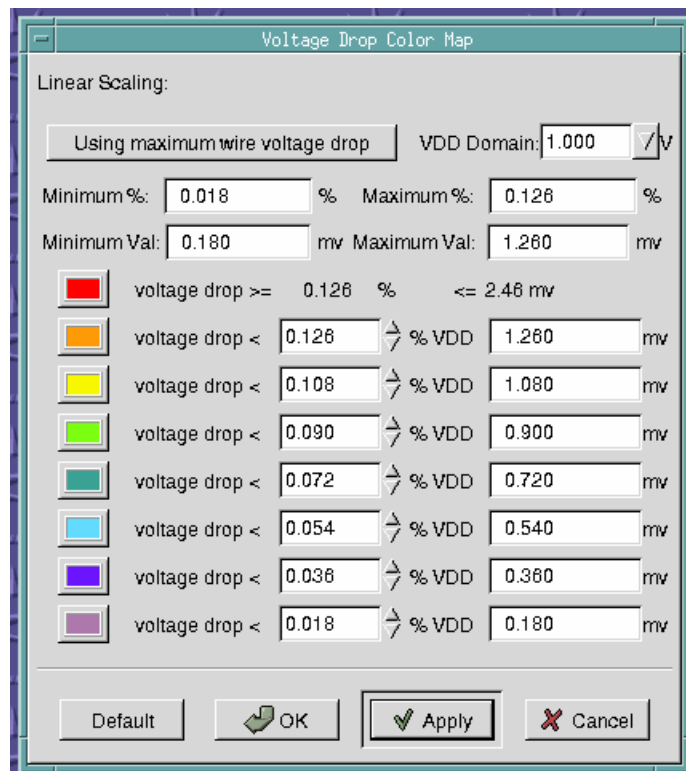 Voltage Drop Color Map
Linear Scaling:
Using maximum wire voltage drop VDD Domain: 1.000 V
Minimum %: 0.018 % Maximum %: 0.126 %
Minimum Val: 0.180 mv Maximum Val: 1.260 mv
voltage drop >= 0.126 % <= 2.46 mv
voltage drop < 0.126 % VDD 1.260 mv
voltage drop < 0.108 % VDD 1.080 mv
voltage drop < 0.090 % VDD 0.900 mv
voltage drop < 0.072 % VDD 0.720 mv
voltage drop < 0.054 % VDD 0.540 mv
voltage drop < 0.036 % VDD 0.360 mv
voltage drop < 0.018 % VDD 0.180 mv
Default OK Apply Cancel